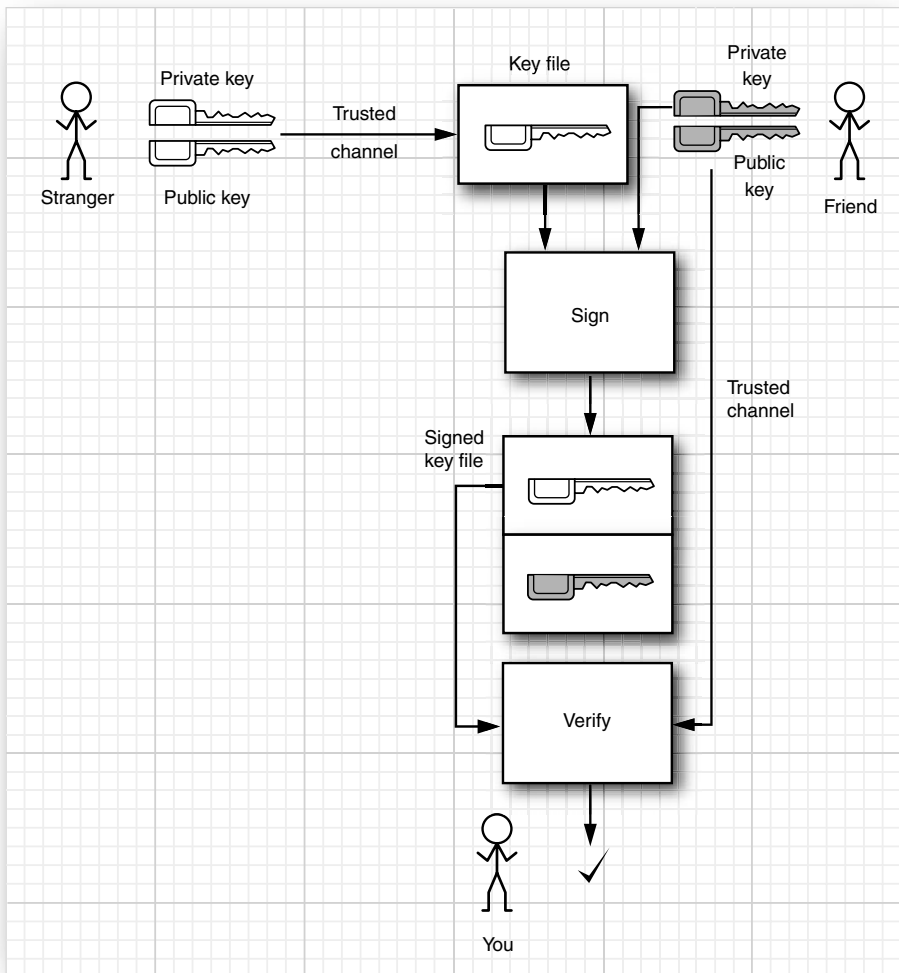 Key file
Private
key
Private key
Trusted
channel
Public
key
Stranger
Public key
Friend
Sign
Trusted
channel
Signed
key file
Verify
You